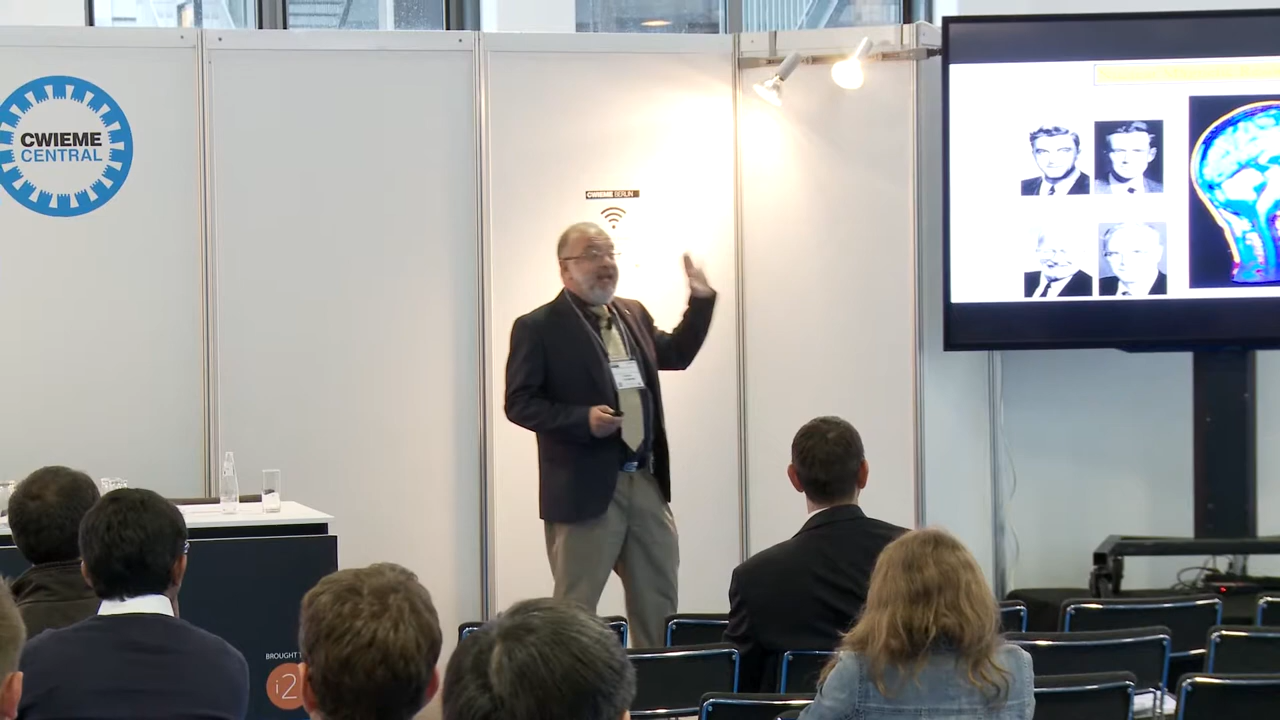 CWIEME
CENTRAL
CWIEME BERLIN
BROUGHT T
i2